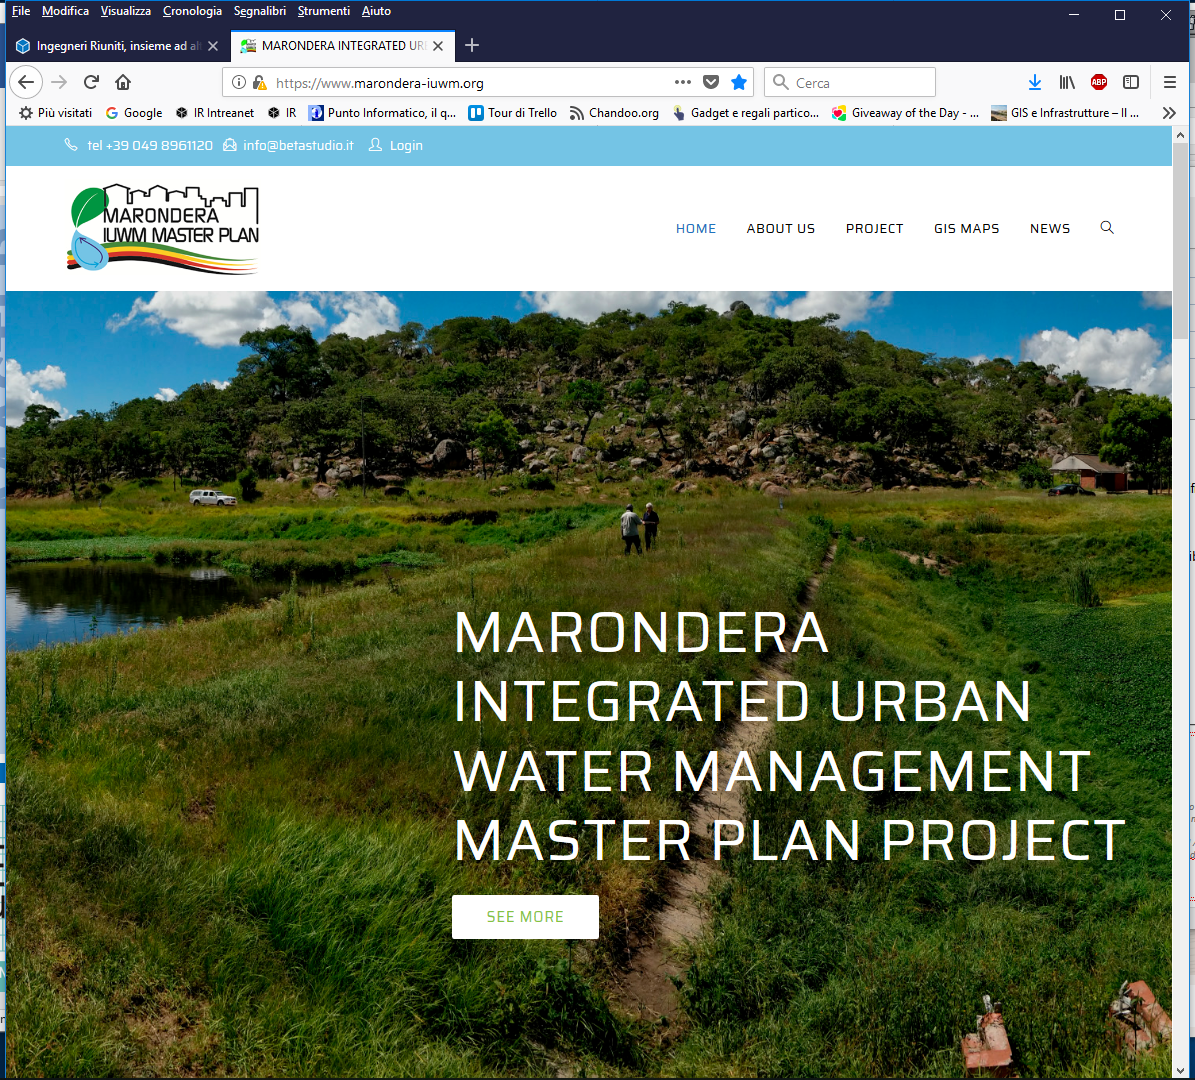 File Modifica Visualizza Cronologia Segnalibri Strumenti Aiuto
Ingegneri Riuniti, insieme ad al
MARONDERA INTEGRATED UR
https://www.marondera-iuwm.org
Cerca
ABP
Più visitati Google IR Intreanet IR Punto Informatico, il q... Tour di Trello Chandoo.org Gadget e regali partico... Giveaway of the Day - ... GIS e Infrastrutture – Il ...
tel +39 049 8961120 info@betastudio.it Login
MARONDERA
IUWM MASTER PLAN
HOME ABOUT US PROJECT GIS MAPS NEWS
MARONDERA
INTEGRATED URBAN
WATER MANAGEMENT
MASTER PLAN PROJECT
SEE MORE